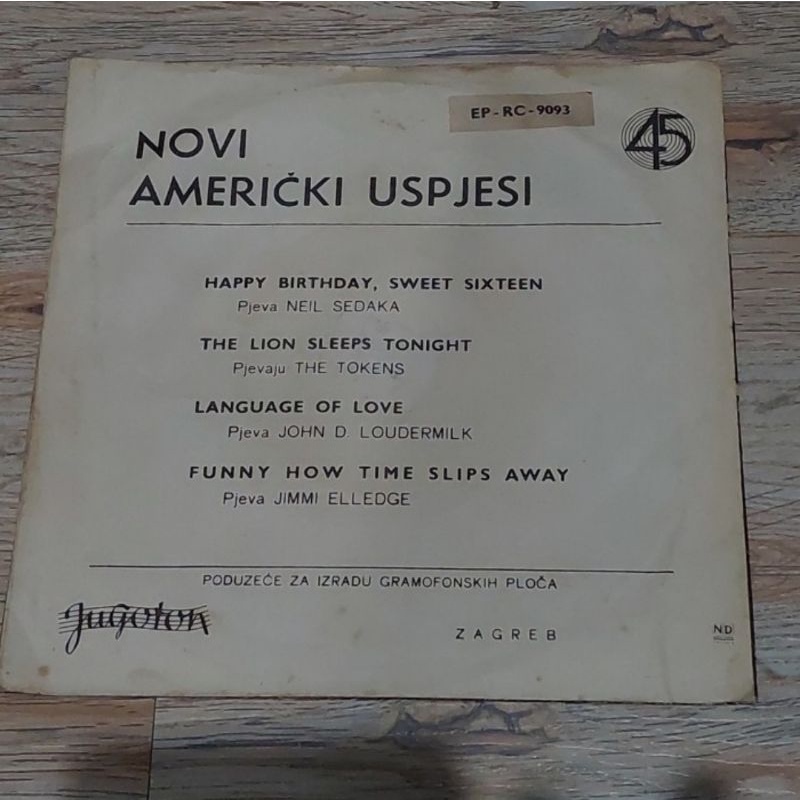 EP-RC-9093
45
NOVI
AMERIČKI USPJESI
HAPPY BIRTHDAY, SWEET SIXTEEN
Pjeva NEIL SEDAKA
THE LION SLEEPS TONIGHT
Pjevaju THE TOKENS
LANGUAGE OF LOVE
Pjeva JOHN D. LOUDERMILK
FUNNY HOW TIME SLIPS AWAY
Pjeva JIMMI ELLEDGE
PODUZEĆE ZA IZRADU GRAMOFONSKIH PLOČA
Jugoton
ZAGREB
ND